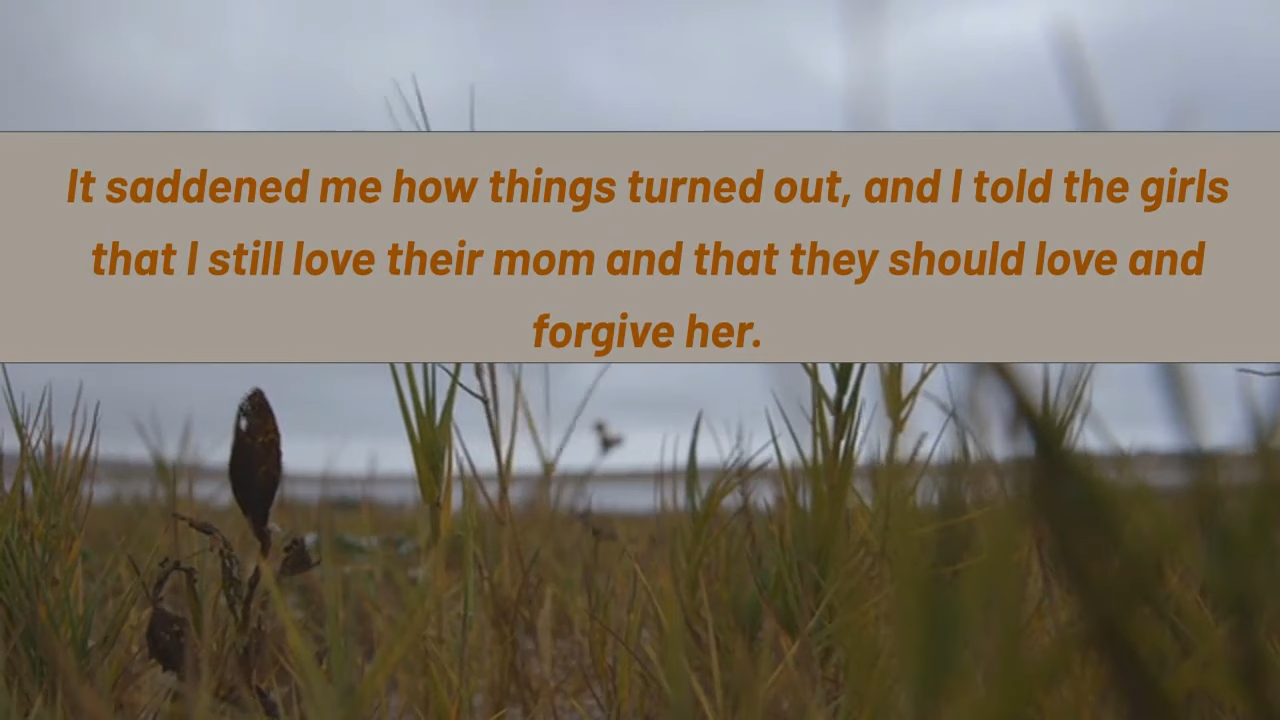 It saddened me how things turned out, and I told the girls
that I still love their mom and that they should love and
forgive her.